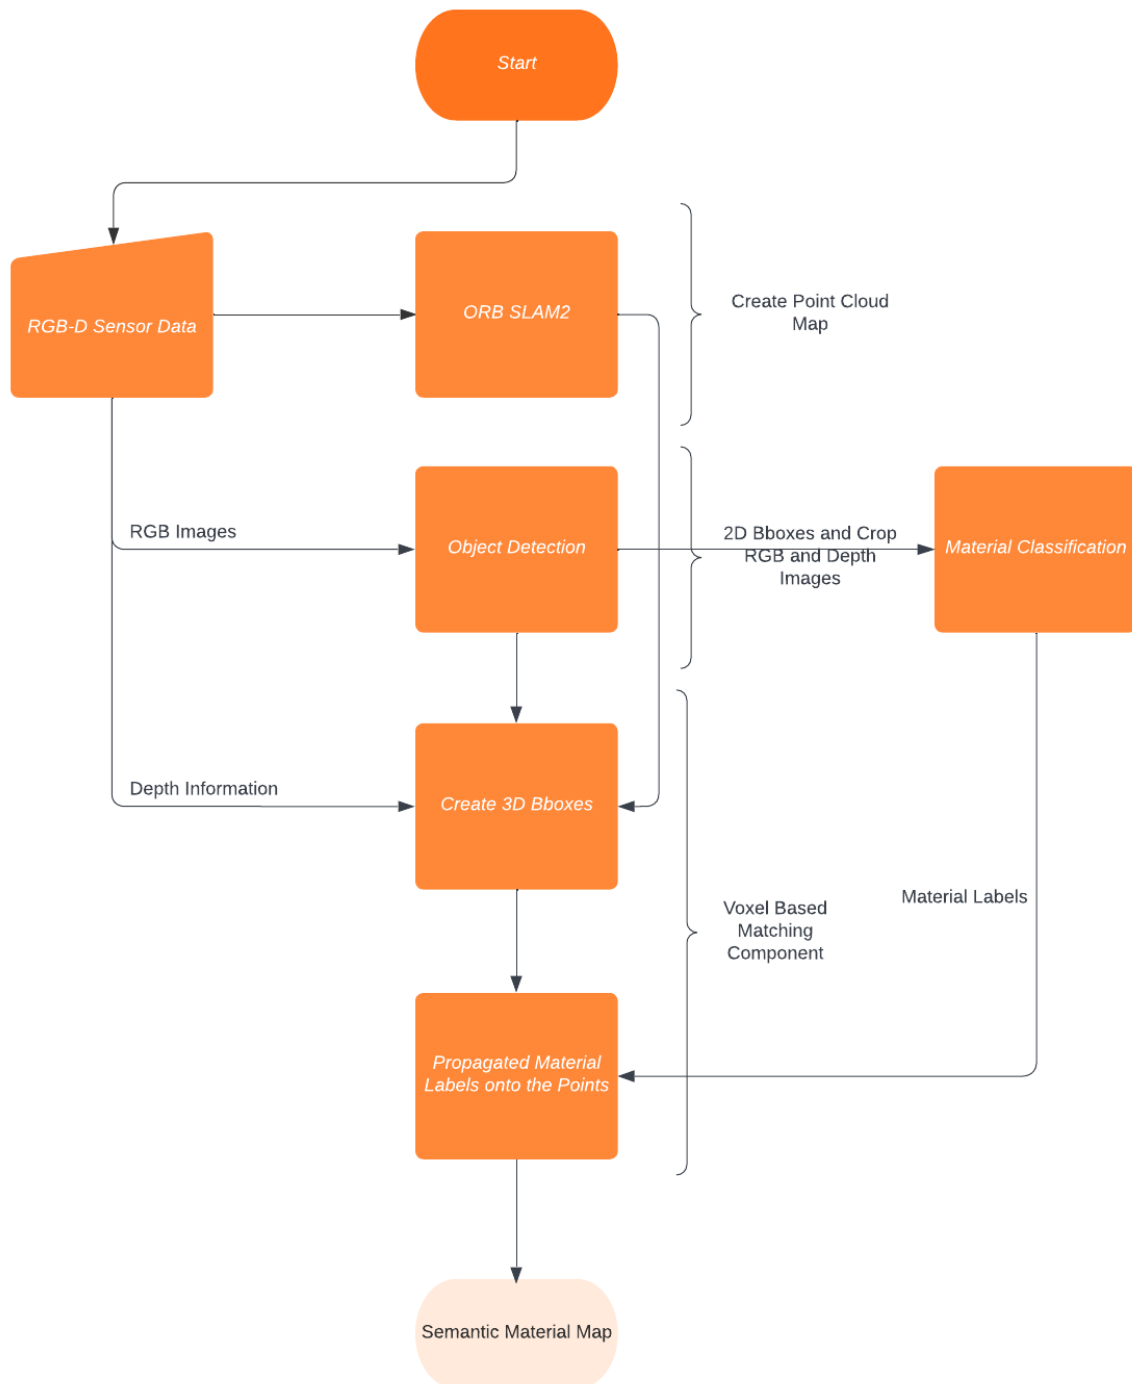 Start
RGB-D Sensor Data
ORB SLAM2
Create Point Cloud
Map
RGB Images
Object Detection
2D Bboxes and Crop
RGB and Depth
Images
Material Classification
Depth Information
Create 3D Bboxes
Material Labels
Voxel Based
Matching
Component
Propagated Material
Labels onto the Points
Semantic Material Map